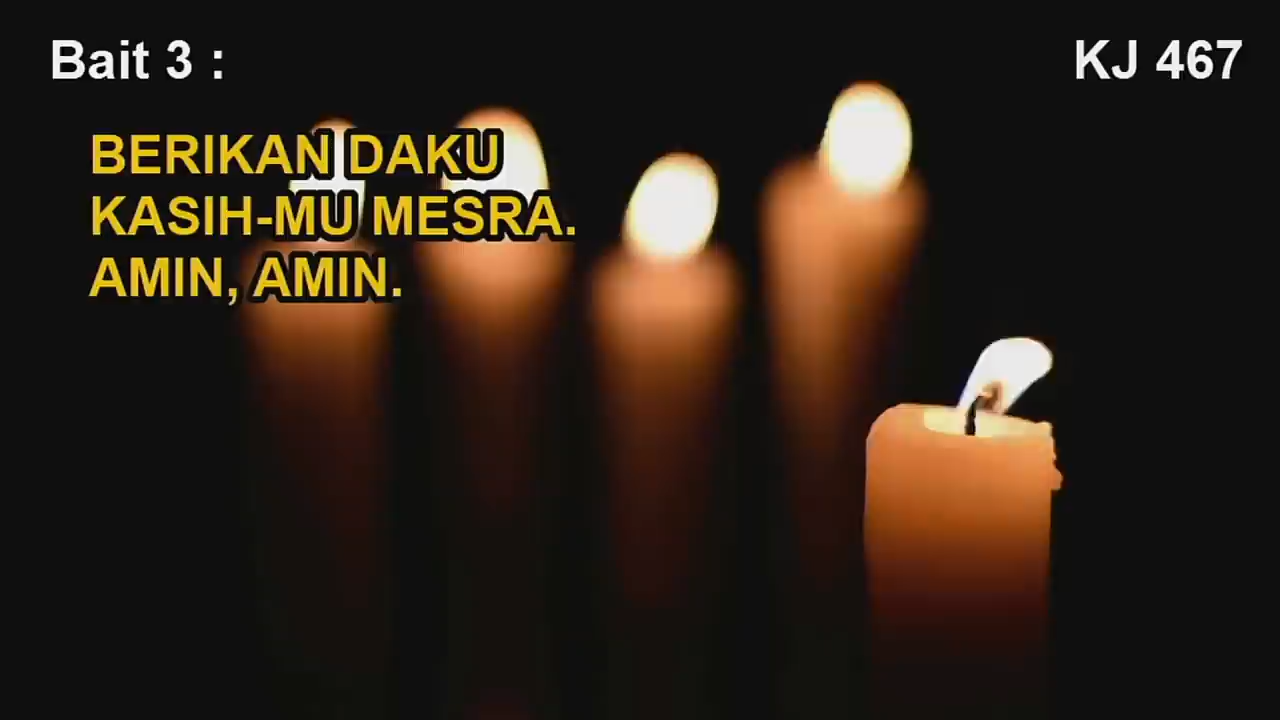 Bait 3 :
KJ 467
BERIKAN DAKU
KASIH-MU MESRA.
AMIN, AMIN.